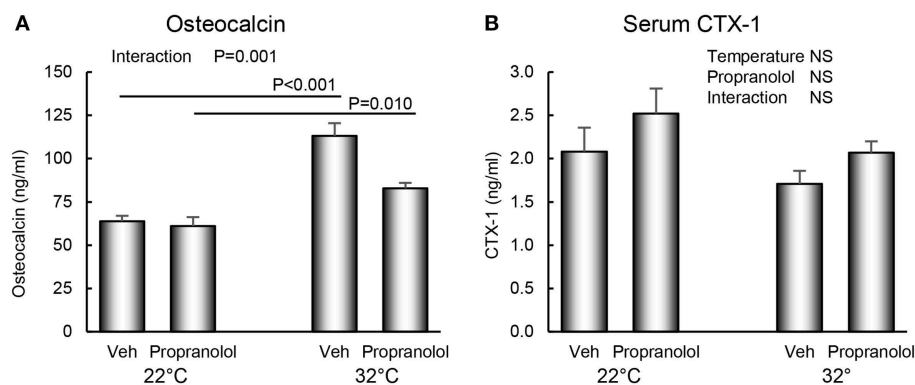 A
Osteocalcin
Interaction P=0.001
P<0.001
P=0.010
Osteocalcin (ng/ml)
150
125
100
75
50
25
0
Veh Propranolol Veh Propranolol
22°C 32°C
B
Serum CTX-1
Temperature NS
Propranolol NS
Interaction NS
CTX-1 (ng/ml)
3.0
2.5
2.0
1.5
1.0
0.5
0.0
Veh Propranolol Veh Propranolol
22°C 32°